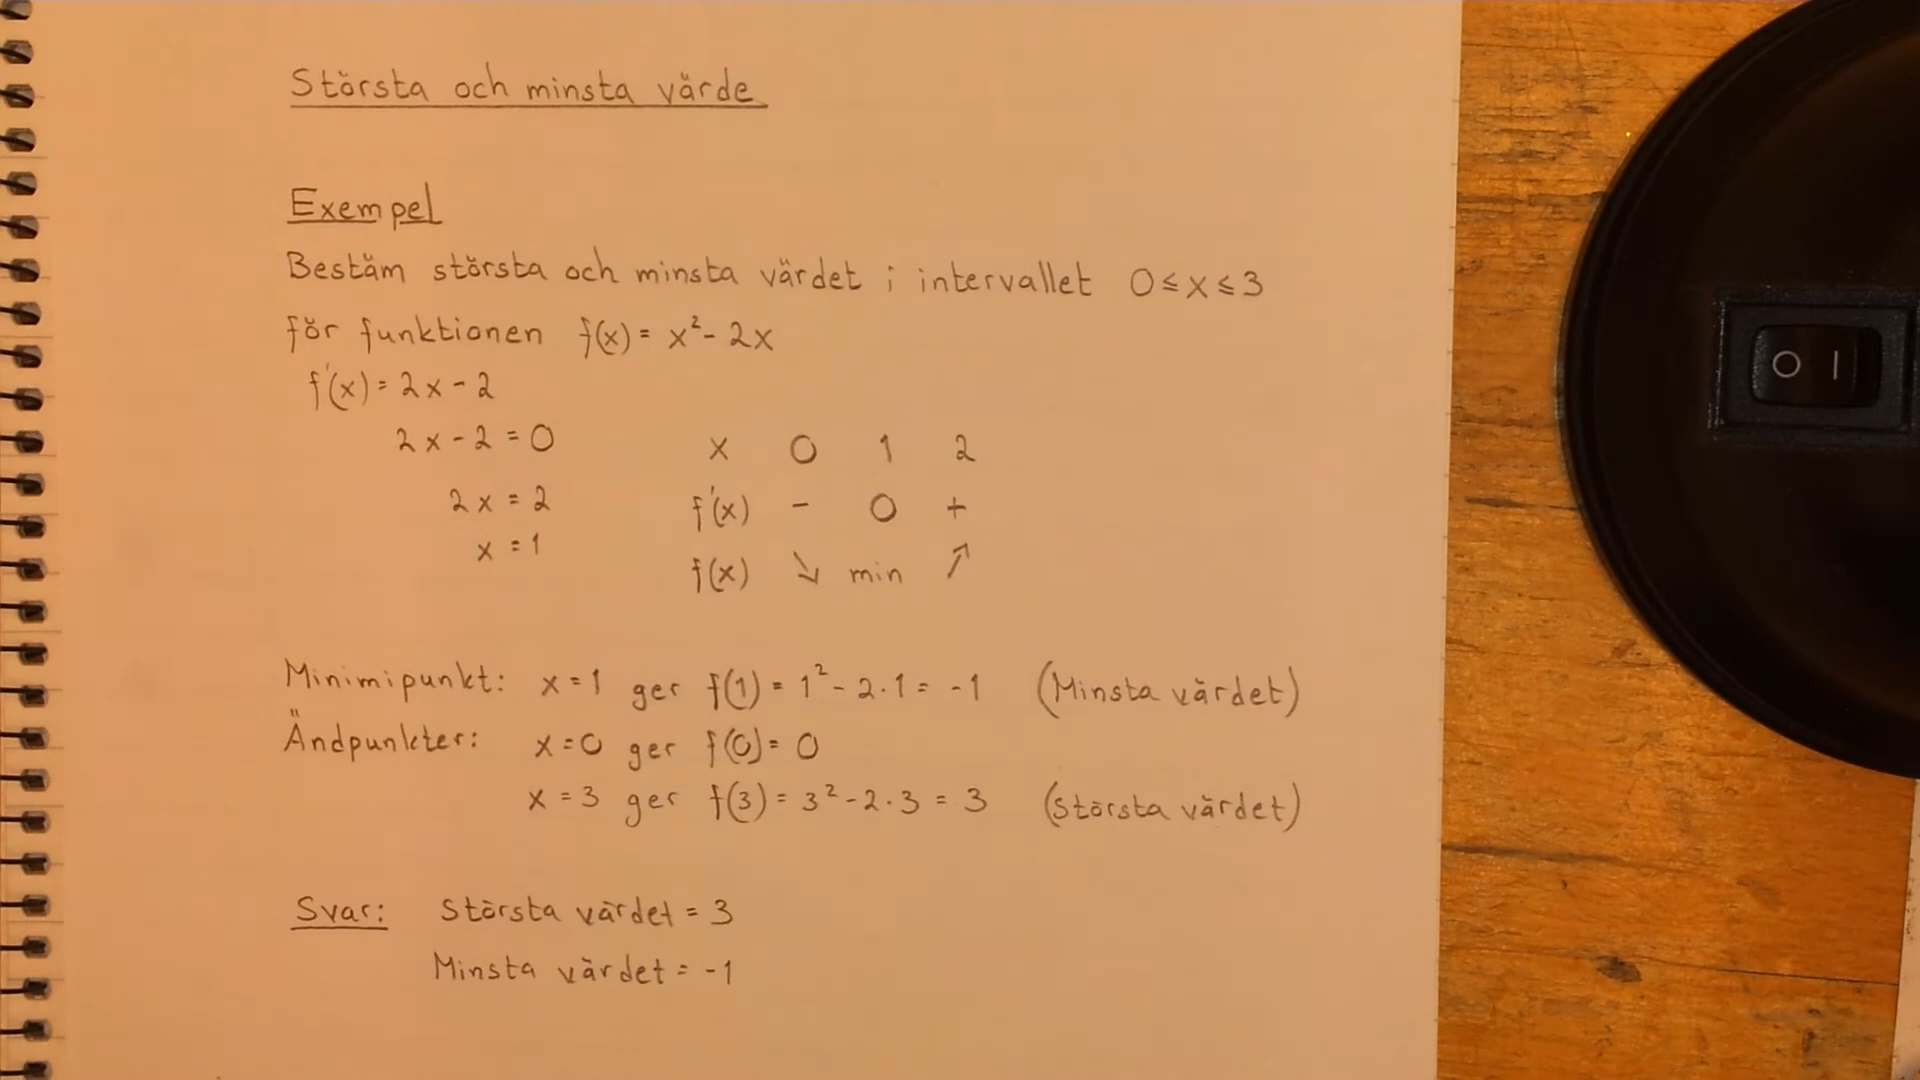 Största och minsta värde
Exempel
Bestäm största och minsta värdet i intervallet 0≤x≤3
för funktionen f(x) = x²- 2x
f'(x) = 2x - 2
2x - 2 = 0
2x = 2
x = 1
x 0 1 2
f'(x) - 0 +
f(x) ↘ min ↗
Minimipunkt: x = 1 ger f(1) = 1² - 2·1 = -1 (Minsta värdet)
Ändpunkter: x = 0 ger f(0) = 0
x = 3 ger f(3) = 3² - 2·3 = 3 (största värdet)
Svar: Största värdet = 3
Minsta värdet = -1
O I